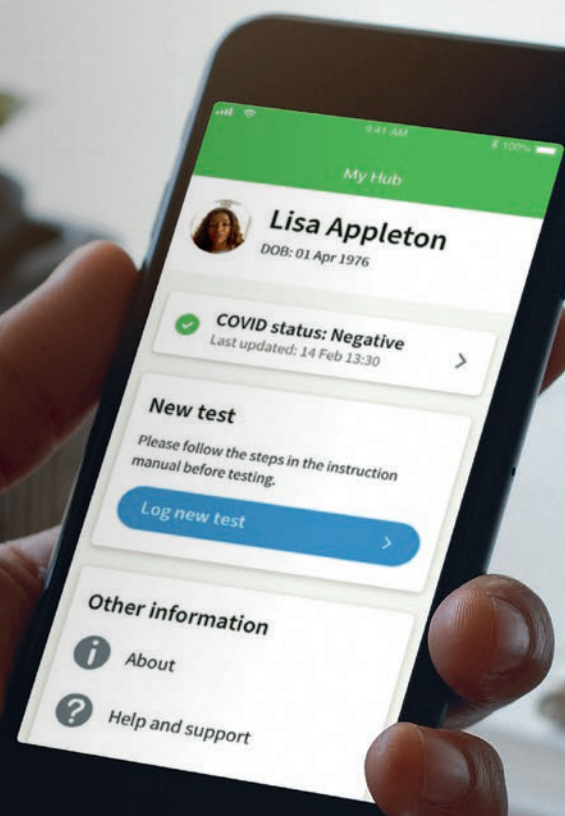 9:41 AM
100%
My Hub
Lisa Appleton
DOB: 01 Apr 1976
COVID status: Negative
Last updated: 14 Feb 13:30
New test
Please follow the steps in the instruction
manual before testing.
Log new test
Other information
About
Help and support